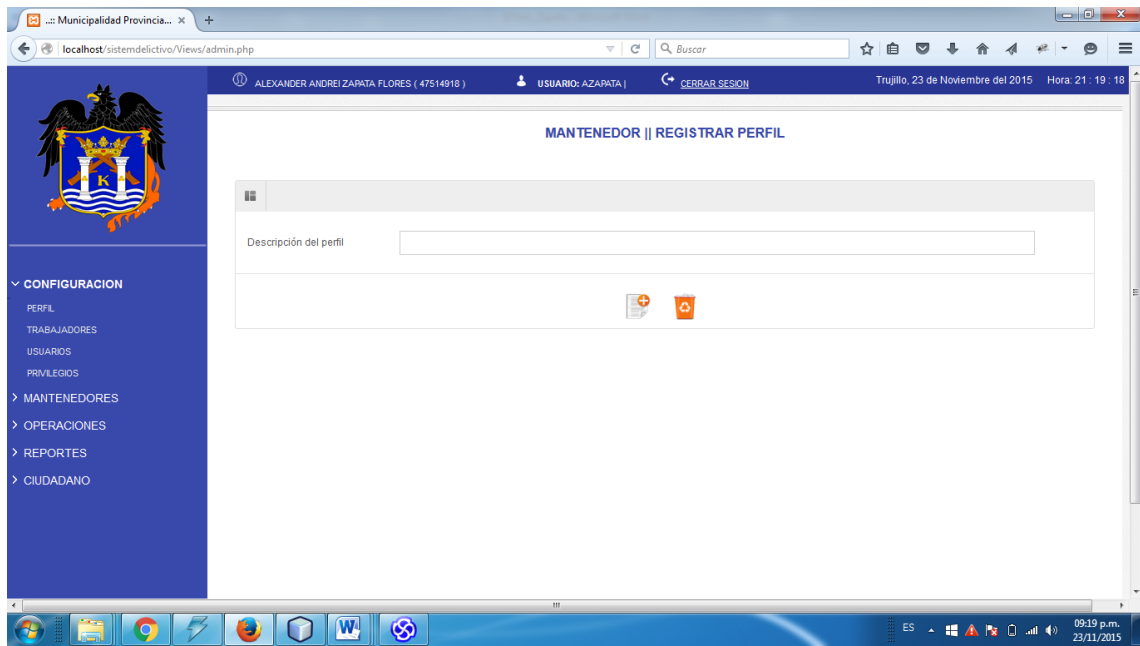 ..:: Municipalidad Provincia...
localhost/sistemdelictivo/Views/admin.php
Buscar
ALEXANDER ANDREI ZAPATA FLORES ( 47514918 )
USUARIO: AZAPATA |
CERRAR SESION
Trujillo, 23 de Noviembre del 2015 Hora: 21 : 19 : 18
K
MANTENEDOR || REGISTRAR PERFIL
Descripción del perfil
CONFIGURACION
PERFIL
TRABAJADORES
USUARIOS
PRIVILEGIOS
MANTENEDORES
OPERACIONES
REPORTES
CIUDADANO
W
ES
09:19 p.m.
23/11/2015